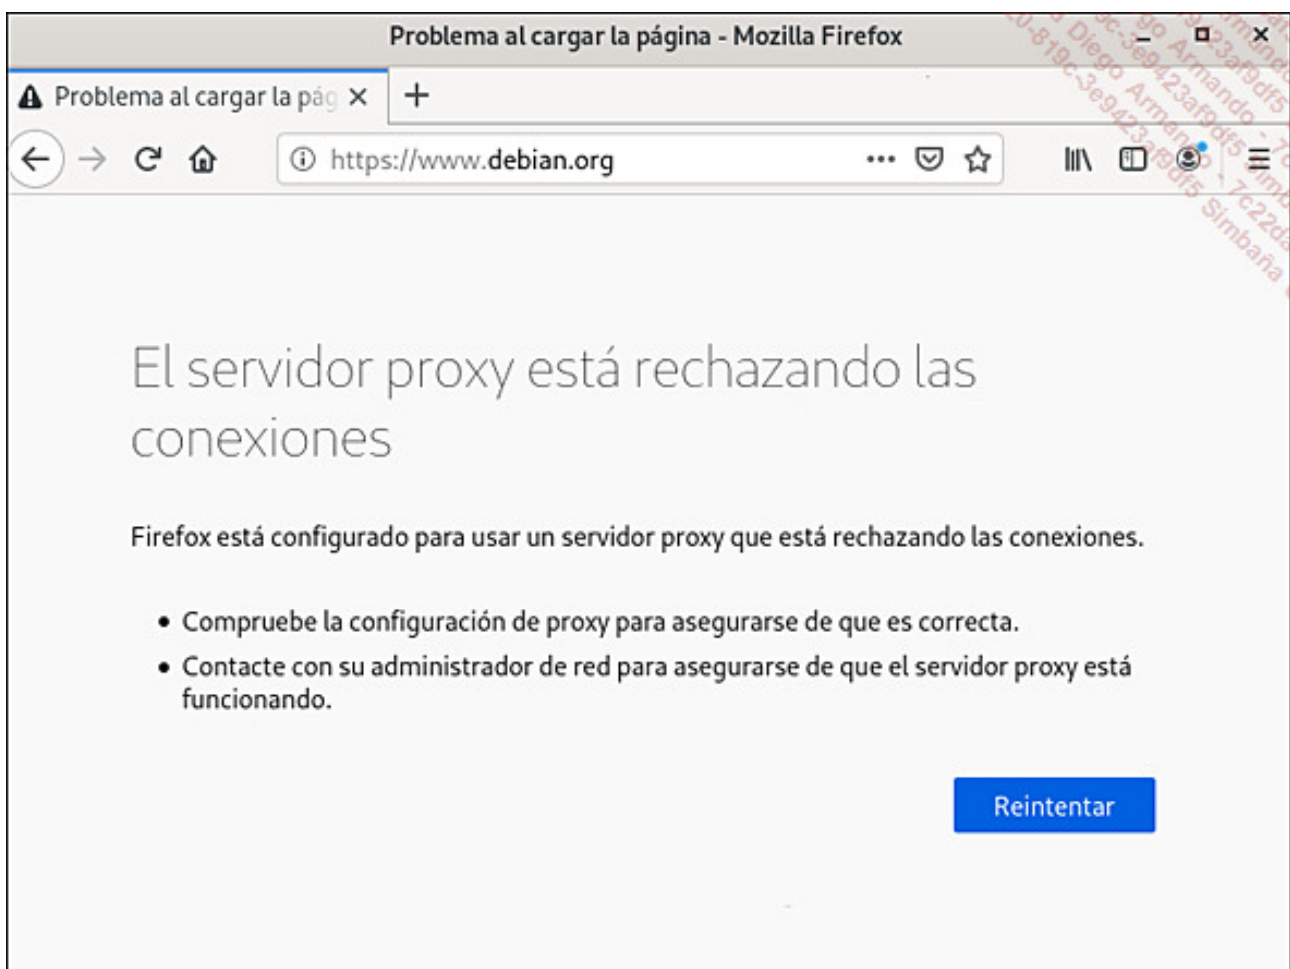 Problema al cargar la página - Mozilla Firefox
Problema al cargar la pág
https://www.debian.org
El servidor proxy está rechazando las
conexiones
Firefox está configurado para usar un servidor proxy que está rechazando las conexiones.
• Compruebe la configuración de proxy para asegurarse de que es correcta.
• Contacte con su administrador de red para asegurarse de que el servidor proxy está
funcionando.
Reintentar